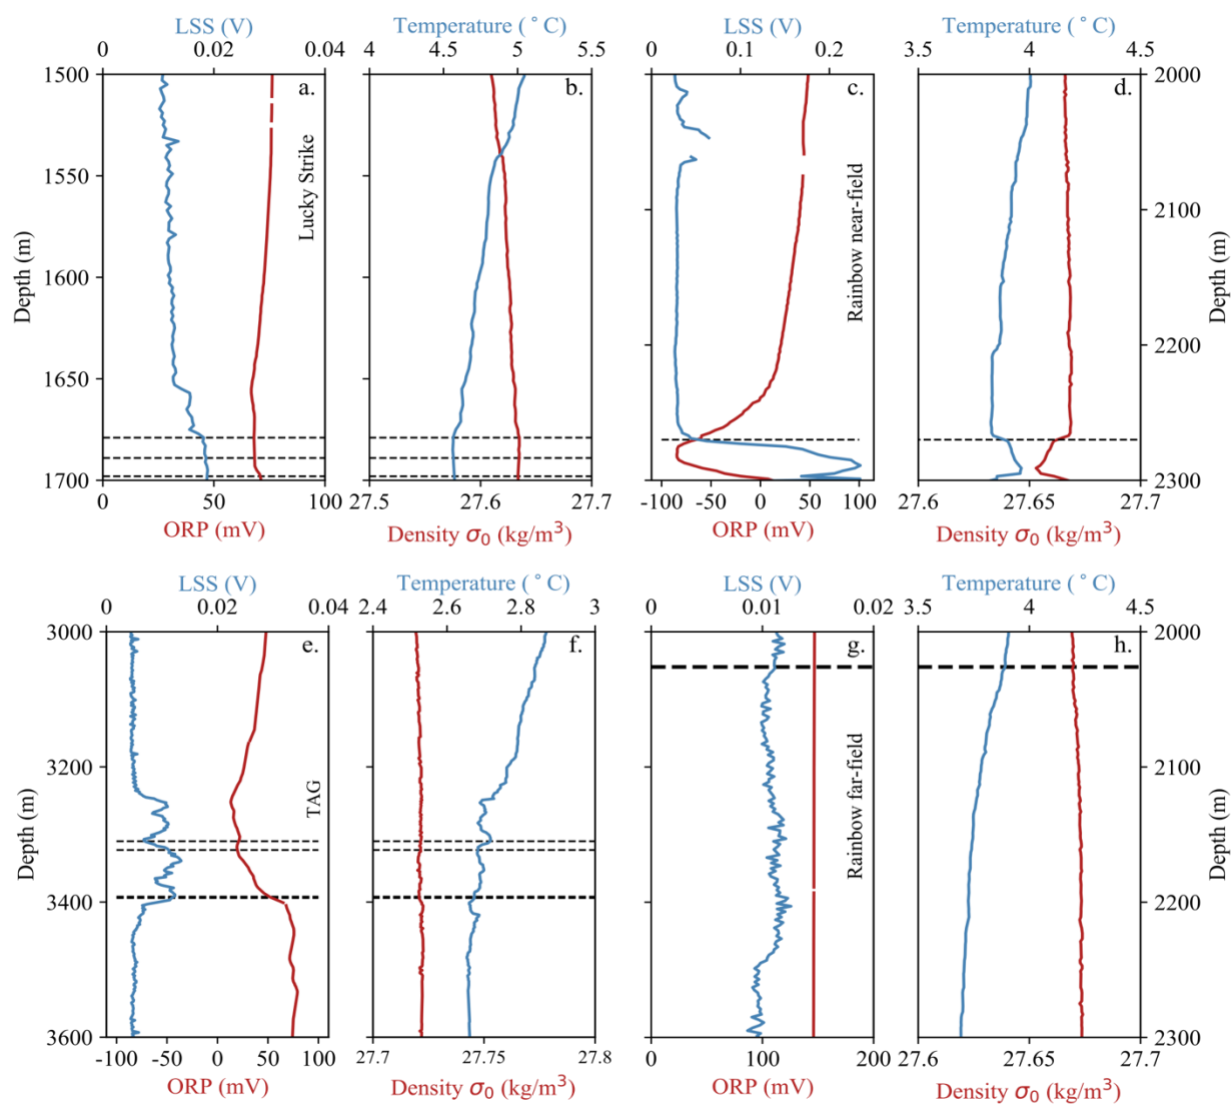 LSS (V) Temperature ( ° C) LSS (V) Temperature ( ° C)
0 0.02 0.04 4 4.5 5 5.5 0 0.1 0.2 3.5 4 4.5
1500 a. b. c. d. 2000
Lucky Strike
Rainbow near-field
1550
2100
Depth (m) 1600 Depth (m)
2200
1650
1700 2300
0 50 100 27.5 27.6 27.7 -100 -50 0 50 100 27.6 27.65 27.7
ORP (mV) Density σ0 (kg/m3) ORP (mV) Density σ0 (kg/m3)
LSS (V) Temperature ( ° C) LSS (V) Temperature ( ° C)
0 0.02 0.04 2.4 2.6 2.8 3 0 0.01 0.02 3.5 4 4.5
3000 e. f. g. h. 2000
TAG
Rainbow far-field
3200 2100
Depth (m) Depth (m)
3400 2200
3600 2300
-100 -50 0 50 100 27.7 27.75 27.8 0 100 200 27.6 27.65 27.7
ORP (mV) Density σ0 (kg/m3) ORP (mV) Density σ0 (kg/m3)